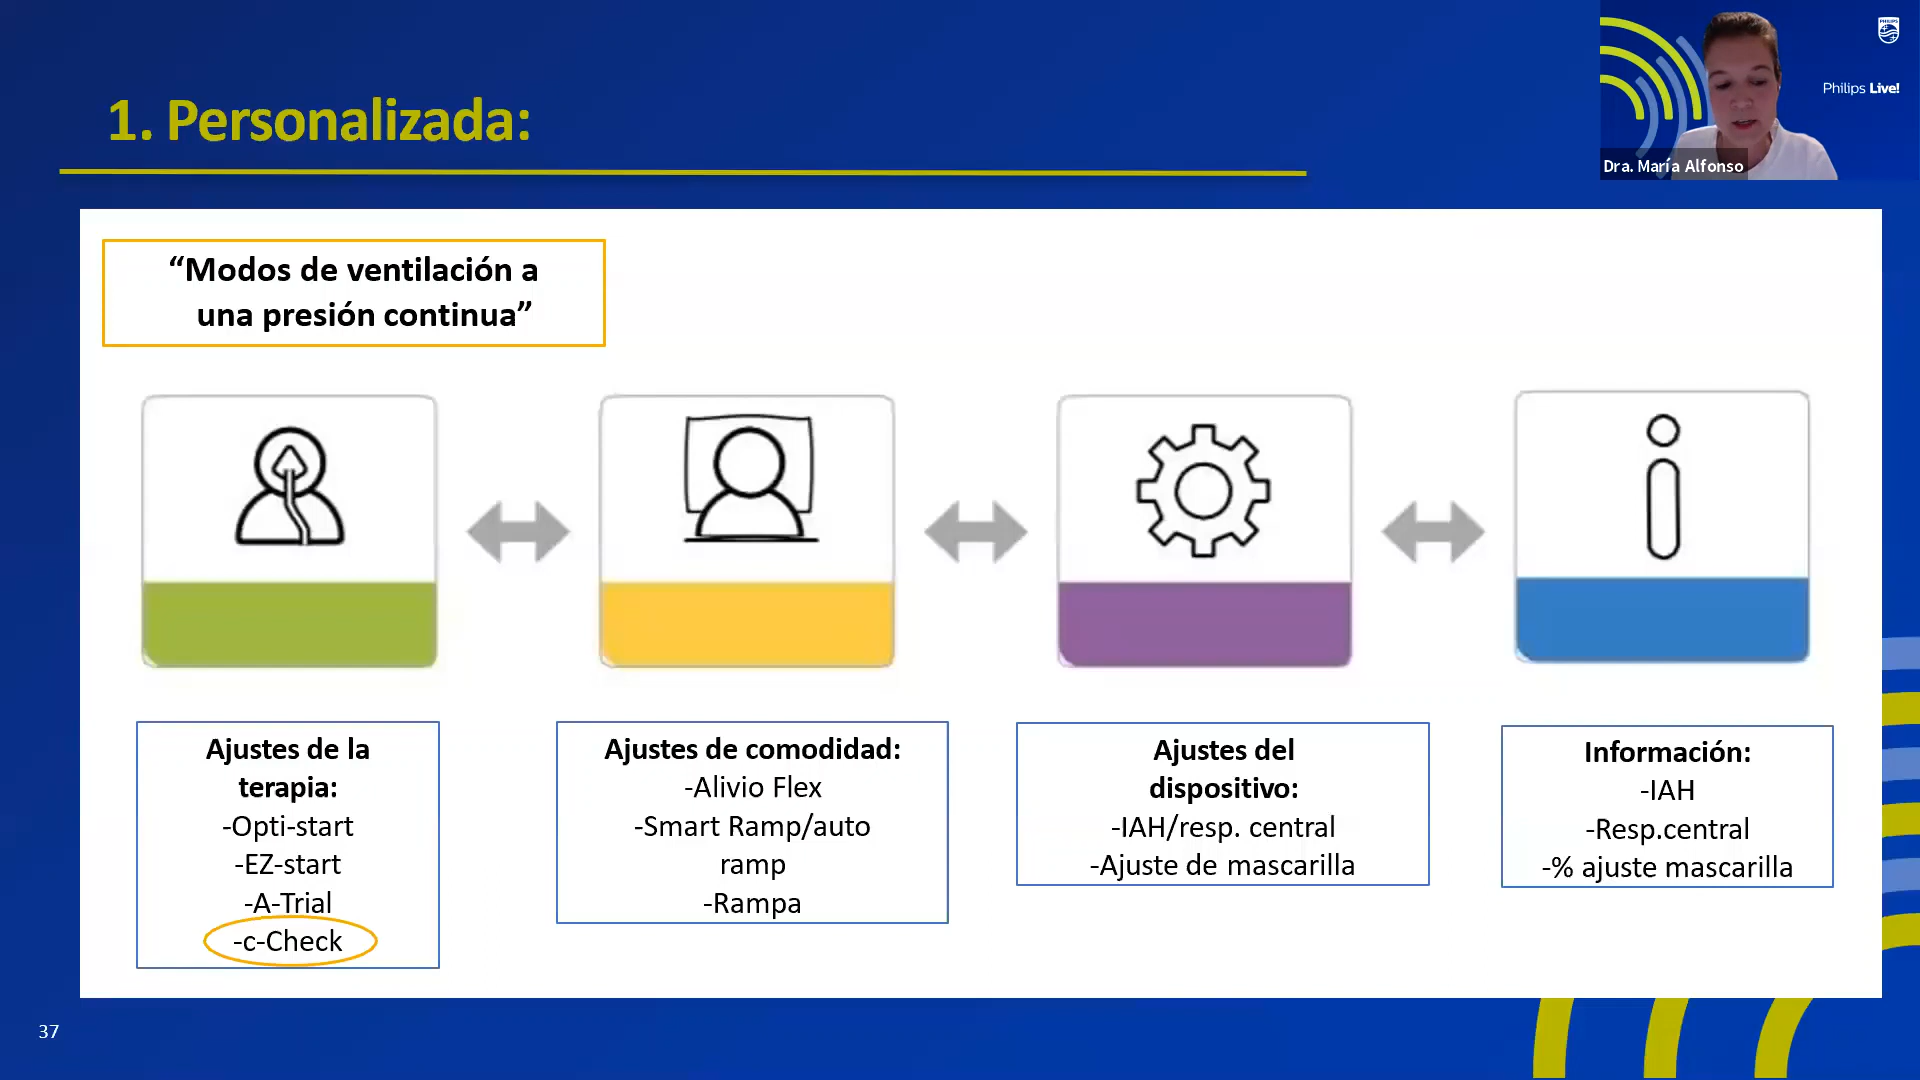 1. Personalizada:
PHILIPS
Philips Live!
Dra. María Alfonso
“Modos de ventilación a
una presión continua”
Ajustes de la
terapia:
-Opti-start
-EZ-start
-A-Trial
-c-Check
Ajustes de comodidad:
-Alivio Flex
-Smart Ramp/auto
ramp
-Rampa
Ajustes del
dispositivo:
-IAH/resp. central
-Ajuste de mascarilla
Información:
-IAH
-Resp.central
-% ajuste mascarilla
37